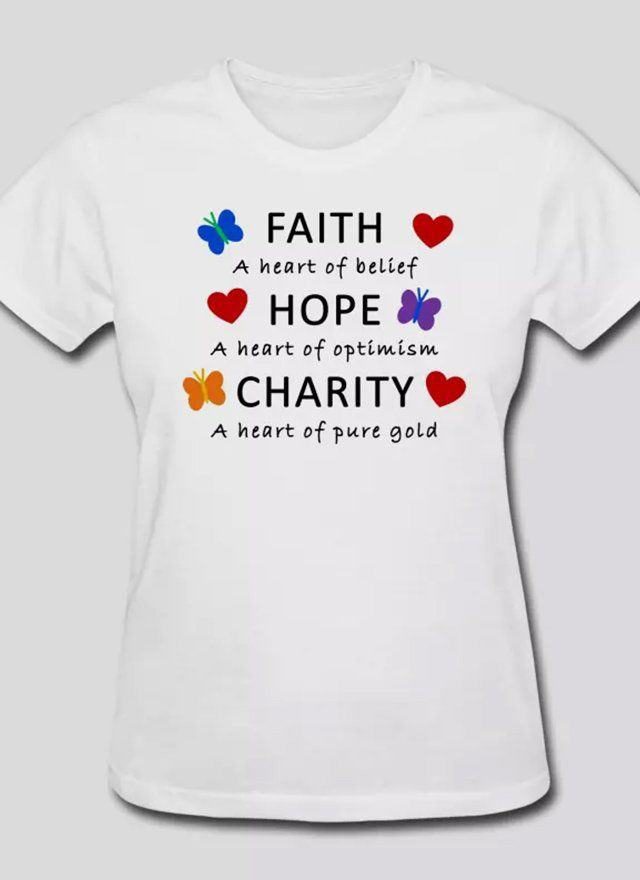 FAITH
A heart of belief
HOPE
A heart of optimism
CHARITY
A heart of pure gold